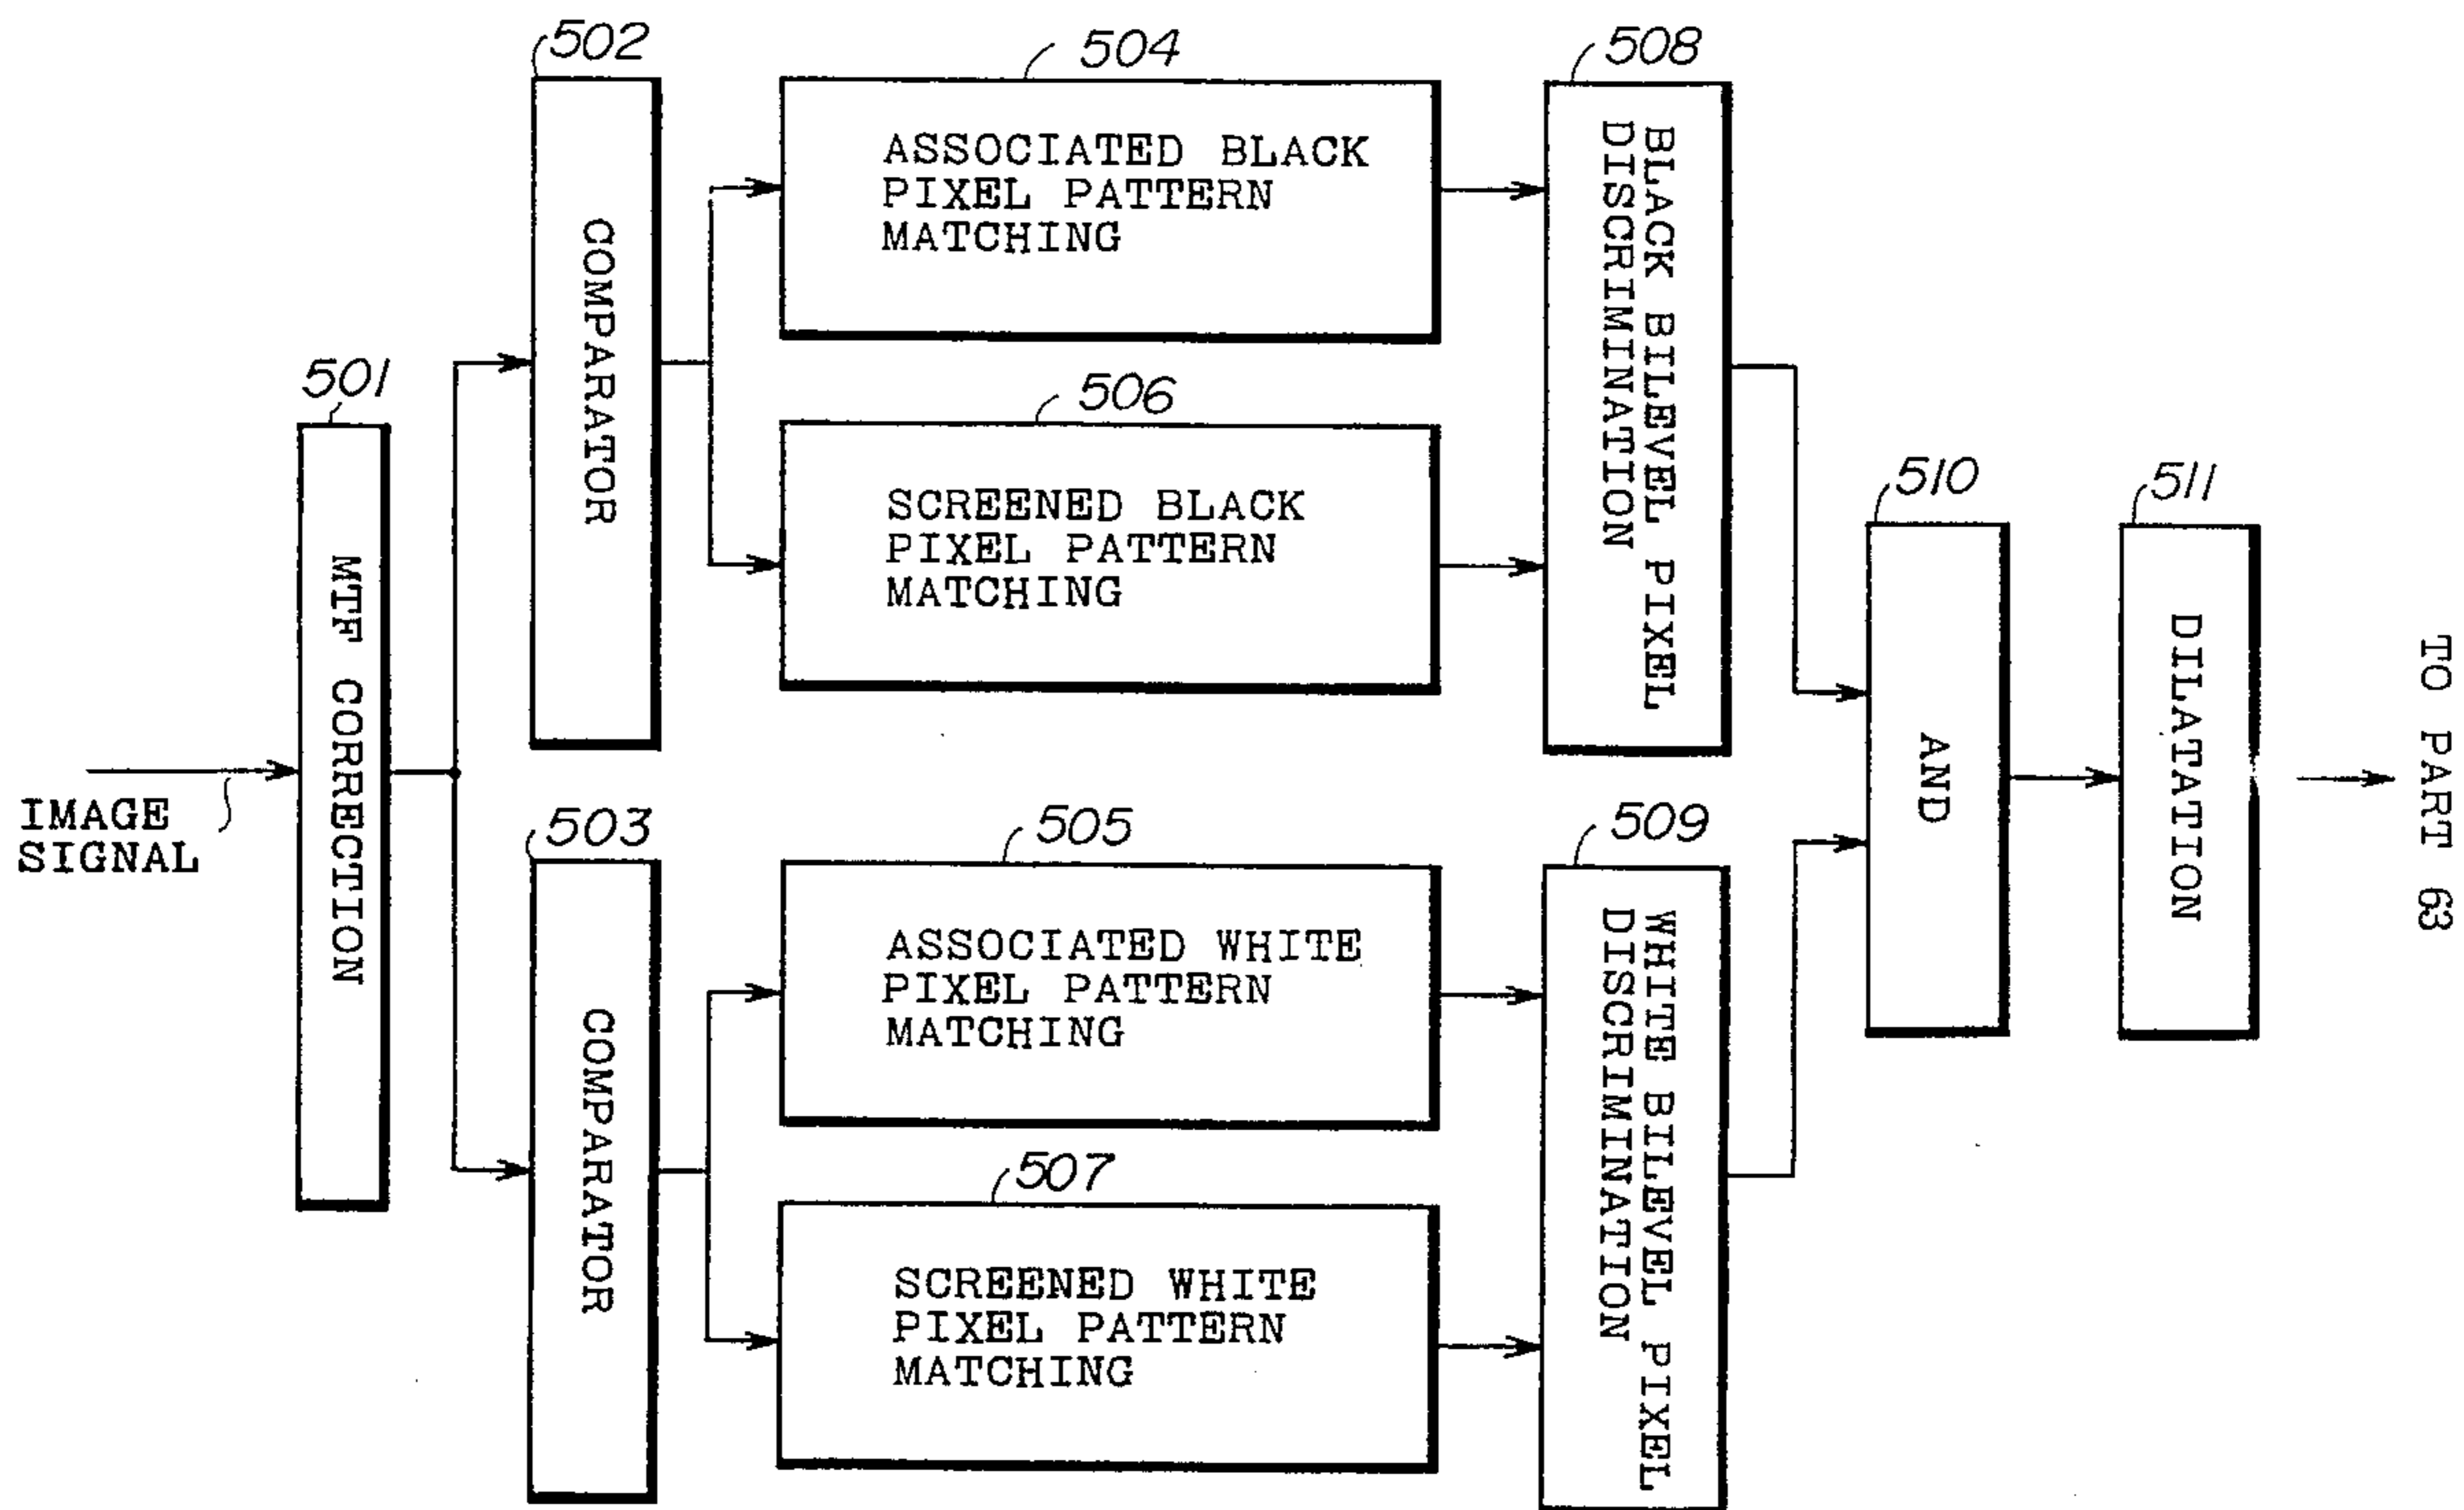 501
MTF CORRECTION
IMAGE
SIGNAL
502
COMPARATOR
503
COMPARATOR
504
ASSOCIATED BLACK
PIXEL PATTERN
MATCHING
506
SCREENED BLACK
PIXEL PATTERN
MATCHING
505
ASSOCIATED WHITE
PIXEL PATTERN
MATCHING
507
SCREENED WHITE
PIXEL PATTERN
MATCHING
508
BLACK BILEVEL PIXEL
DISCRIMINATION
509
WHITE BILEVEL PIXEL
DISCRIMINATION
510
AND
511
DILATATION
TO PART 63